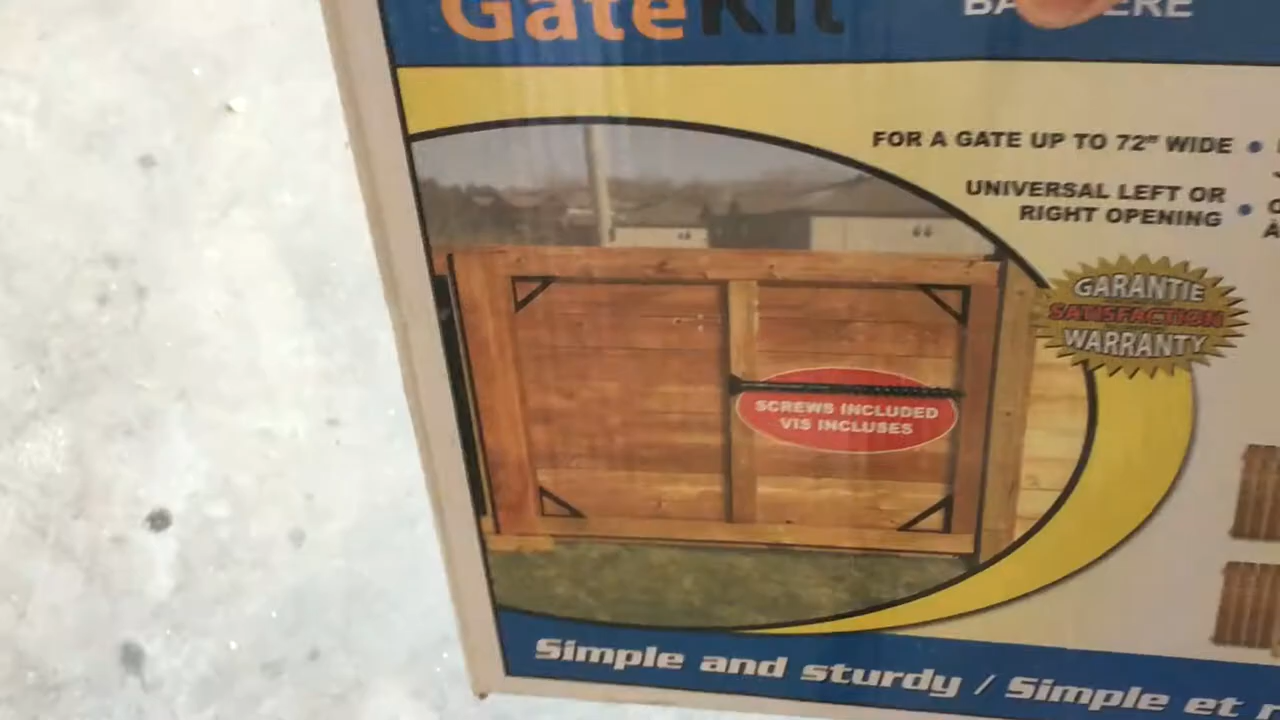 GateKit
FOR A GATE UP TO 72" WIDE •
UNIVERSAL LEFT OR
RIGHT OPENING •
GARANTIE
SATISFACTION
WARRANTY
SCREWS INCLUDED
VIS INCLUSES
Simple and sturdy / Simple et